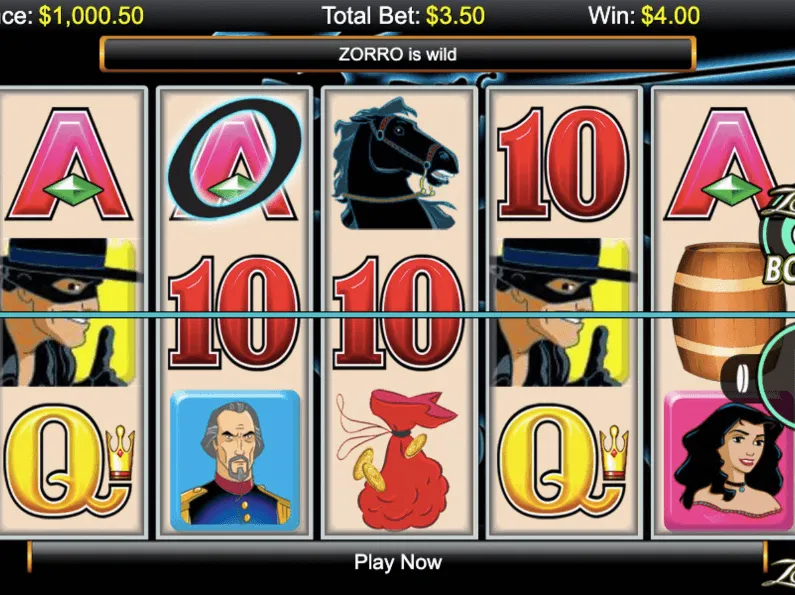 ce: $1,000.50 Total Bet: $3.50 Win: $4.00
ZORRO is wild
A O A 10 A
10 10
BO
Q Q
Play Now